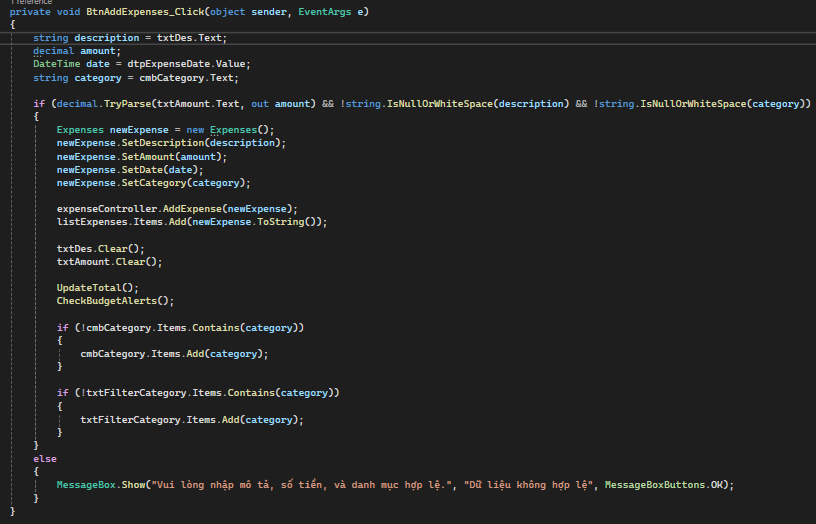 1 reference
private void BtnAddExpenses_Click(object sender, EventArgs e)
{
string description = txtDes.Text;
decimal amount;
DateTime date = dtpExpenseDate.Value;
string category = cmbCategory.Text;
if (decimal.TryParse(txtAmount.Text, out amount) && !string.IsNullOrWhiteSpace(description) && !string.IsNullOrWhiteSpace(category))
{
Expenses newExpense = new Expenses();
newExpense.SetDescription(description);
newExpense.SetAmount(amount);
newExpense.SetDate(date);
newExpense.SetCategory(category);
expenseController.AddExpense(newExpense);
listExpenses.Items.Add(newExpense.ToString());
txtDes.Clear();
txtAmount.Clear();
UpdateTotal();
CheckBudgetAlerts();
if (!cmbCategory.Items.Contains(category))
{
cmbCategory.Items.Add(category);
}
if (!txtFilterCategory.Items.Contains(category))
{
txtFilterCategory.Items.Add(category);
}
}
else
{
MessageBox.Show("Vui lòng nhập mô tả, số tiền, và danh mục hợp lệ.", "Dữ liệu không hợp lệ", MessageBoxButtons.OK);
}
}